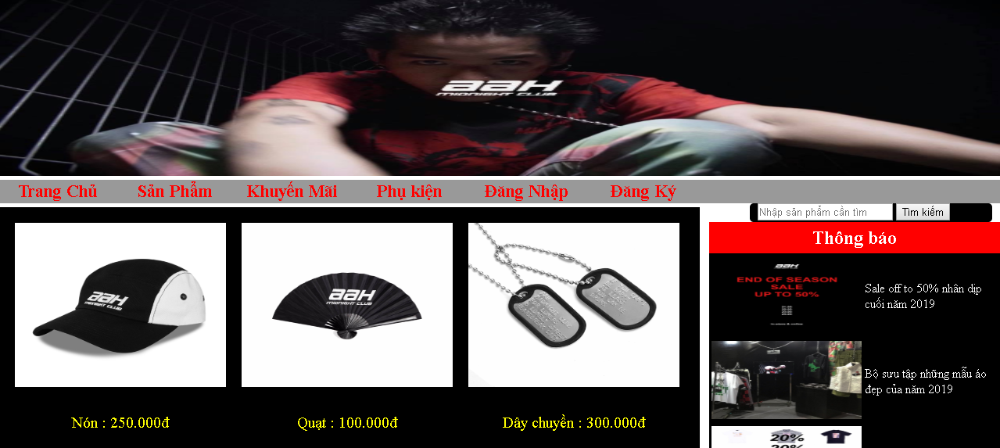 aaH
MIDNIGHT CLUB
Trang Chủ Sản Phẩm Khuyến Mãi Phụ kiện Đăng Nhập Đăng Ký
Nhập sản phẩm cần tìm Tìm kiếm
Thông báo
aaH
MIDNIGHT CLUB
aaH
MIDNIGHT CLUB
Nón : 250.000đ
Quạt : 100.000đ
Dây chuyền : 300.000đ
aaH
END OF SEASON
SALE
UP TO 50%
Sale off to 50% nhân dịp
cuối năm 2019
Bộ sưu tập những mẫu áo
đẹp của năm 2019
20%
20%